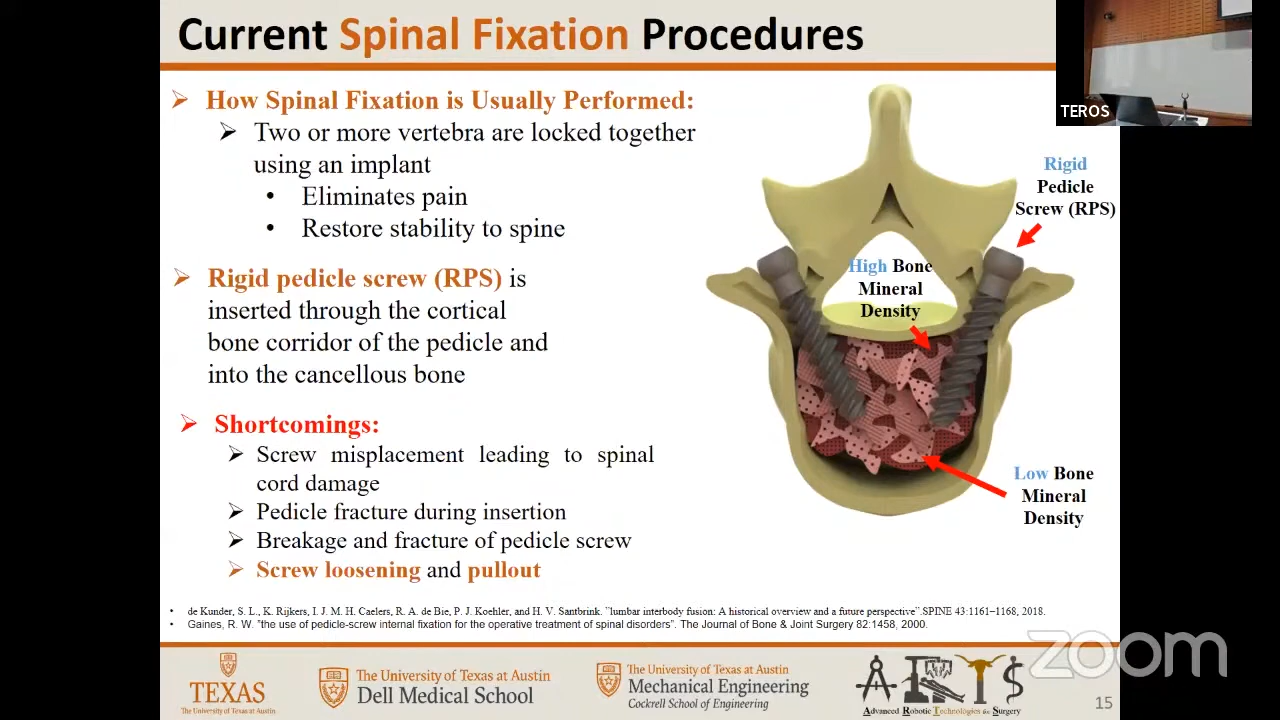 Current Spinal Fixation Procedures
TEROS
➢ How Spinal Fixation is Usually Performed:
➢ Two or more vertebra are locked together
using an implant
• Eliminates pain
• Restore stability to spine
➢ Rigid pedicle screw (RPS) is
inserted through the cortical
bone corridor of the pedicle and
into the cancellous bone
➢ Shortcomings:
➢ Screw misplacement leading to spinal
cord damage
➢ Pedicle fracture during insertion
➢ Breakage and fracture of pedicle screw
➢ Screw loosening and pullout
Rigid
Pedicle
Screw (RPS)
High Bone
Mineral
Density
Low Bone
Mineral
Density
• de Kunder, S. L., K. Rijkers, I. J. M. H. Caelers, R. A. de Bie, P. J. Koehler, and H. V. Santbrink. "lumbar interbody fusion: A historical overview and a future perspective".SPINE 43:1161–1168, 2018.
• Gaines, R. W. "the use of pedicle-screw internal fixation for the operative treatment of spinal disorders". The Journal of Bone & Joint Surgery 82:1458, 2000.
TEXAS
The University of Texas at Austin
The University of Texas at Austin
Dell Medical School
The University of Texas at Austin
Mechanical Engineering
Cockrell School of Engineering
ARTS
Advanced Robotic Technologies for Surgery
zoom
15